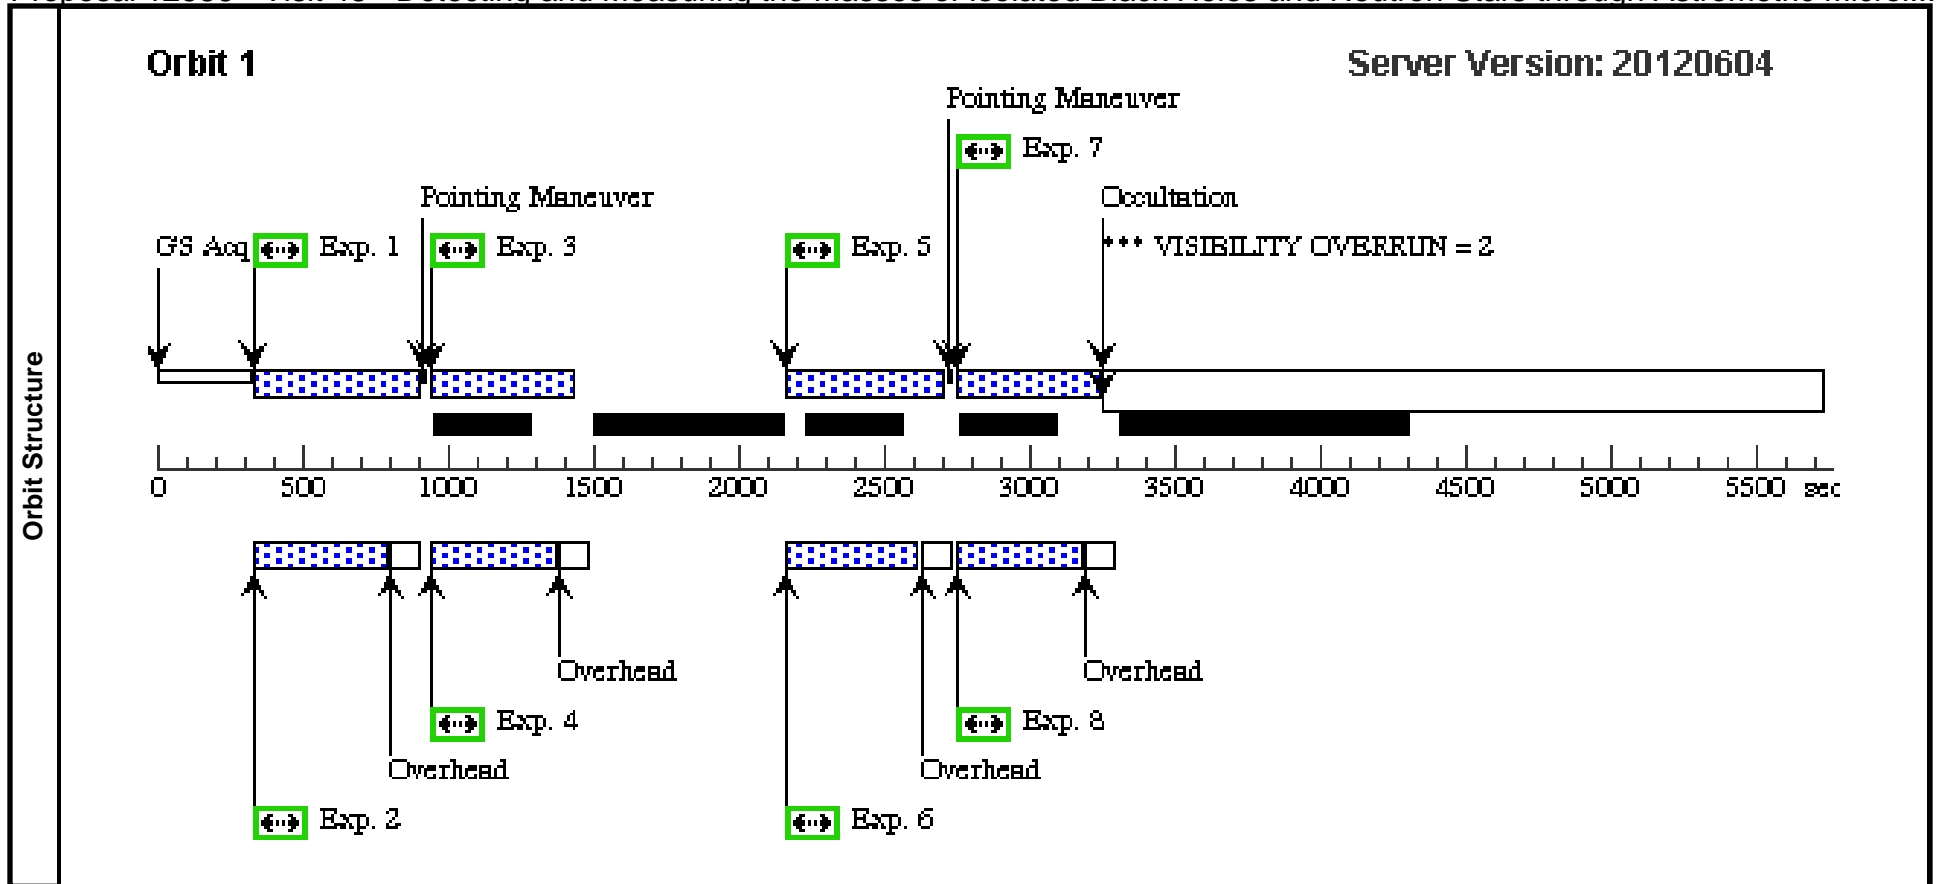 Orbit 1
Server Version: 20120604
Pointing Maneuver
Exp. 7
Pointing Maneuver
Occultation
GS Acq
Exp. 1
Exp. 3
Exp. 5
*** VISIBILITY OVERRUN = 2
Orbit Structure
0 500 1000 1500 2000 2500 3000 3500 4000 4500 5000 5500 sec
Overhead
Overhead
Exp. 4
Exp. 8
Overhead
Overhead
Exp. 2
Exp. 6